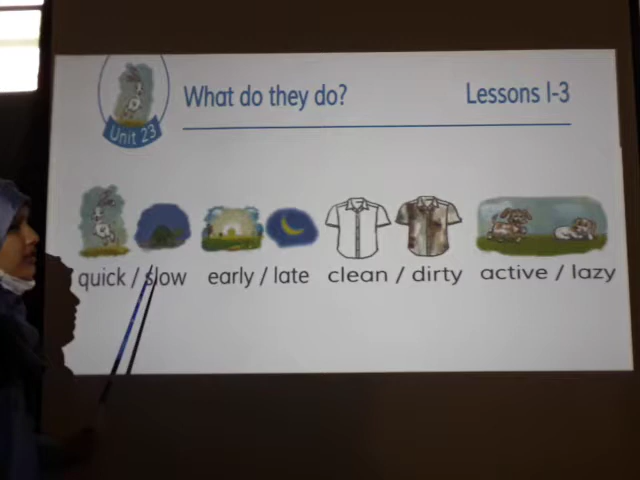 What do they do?
Lessons 1-3
Unit 23
quick / slow early / late clean / dirty active / lazy